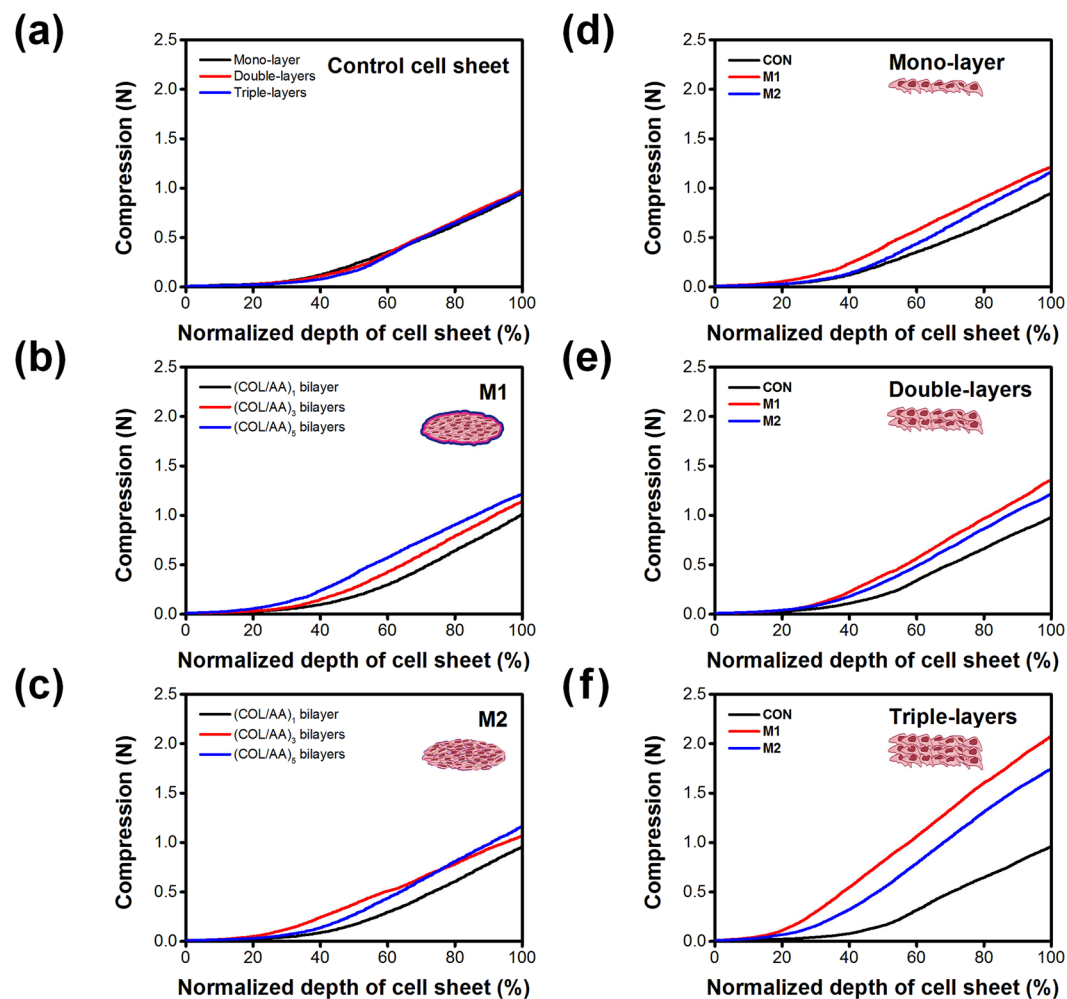 (a)
Compression (N)
2.5
2.0
1.5
1.0
0.5
0.0
Mono-layer
Double-layers
Triple-layers
Control cell sheet
0 20 40 60 80 100
Normalized depth of cell sheet (%)
(d)
Compression (N)
2.5
2.0
1.5
1.0
0.5
0.0
CON
M1
M2
Mono-layer
0 20 40 60 80 100
Normalized depth of cell sheet (%)
(b)
Compression (N)
2.5
2.0
1.5
1.0
0.5
0.0
(COL/AA)₁ bilayer
(COL/AA)₃ bilayers
(COL/AA)₅ bilayers
M1
0 20 40 60 80 100
Normalized depth of cell sheet (%)
(e)
Compression (N)
2.5
2.0
1.5
1.0
0.5
0.0
CON
M1
M2
Double-layers
0 20 40 60 80 100
Normalized depth of cell sheet (%)
(c)
Compression (N)
2.5
2.0
1.5
1.0
0.5
0.0
(COL/AA)₁ bilayer
(COL/AA)₃ bilayers
(COL/AA)₅ bilayers
M2
0 20 40 60 80 100
Normalized depth of cell sheet (%)
(f)
Compression (N)
2.5
2.0
1.5
1.0
0.5
0.0
CON
M1
M2
Triple-layers
0 20 40 60 80 100
Normalized depth of cell sheet (%)